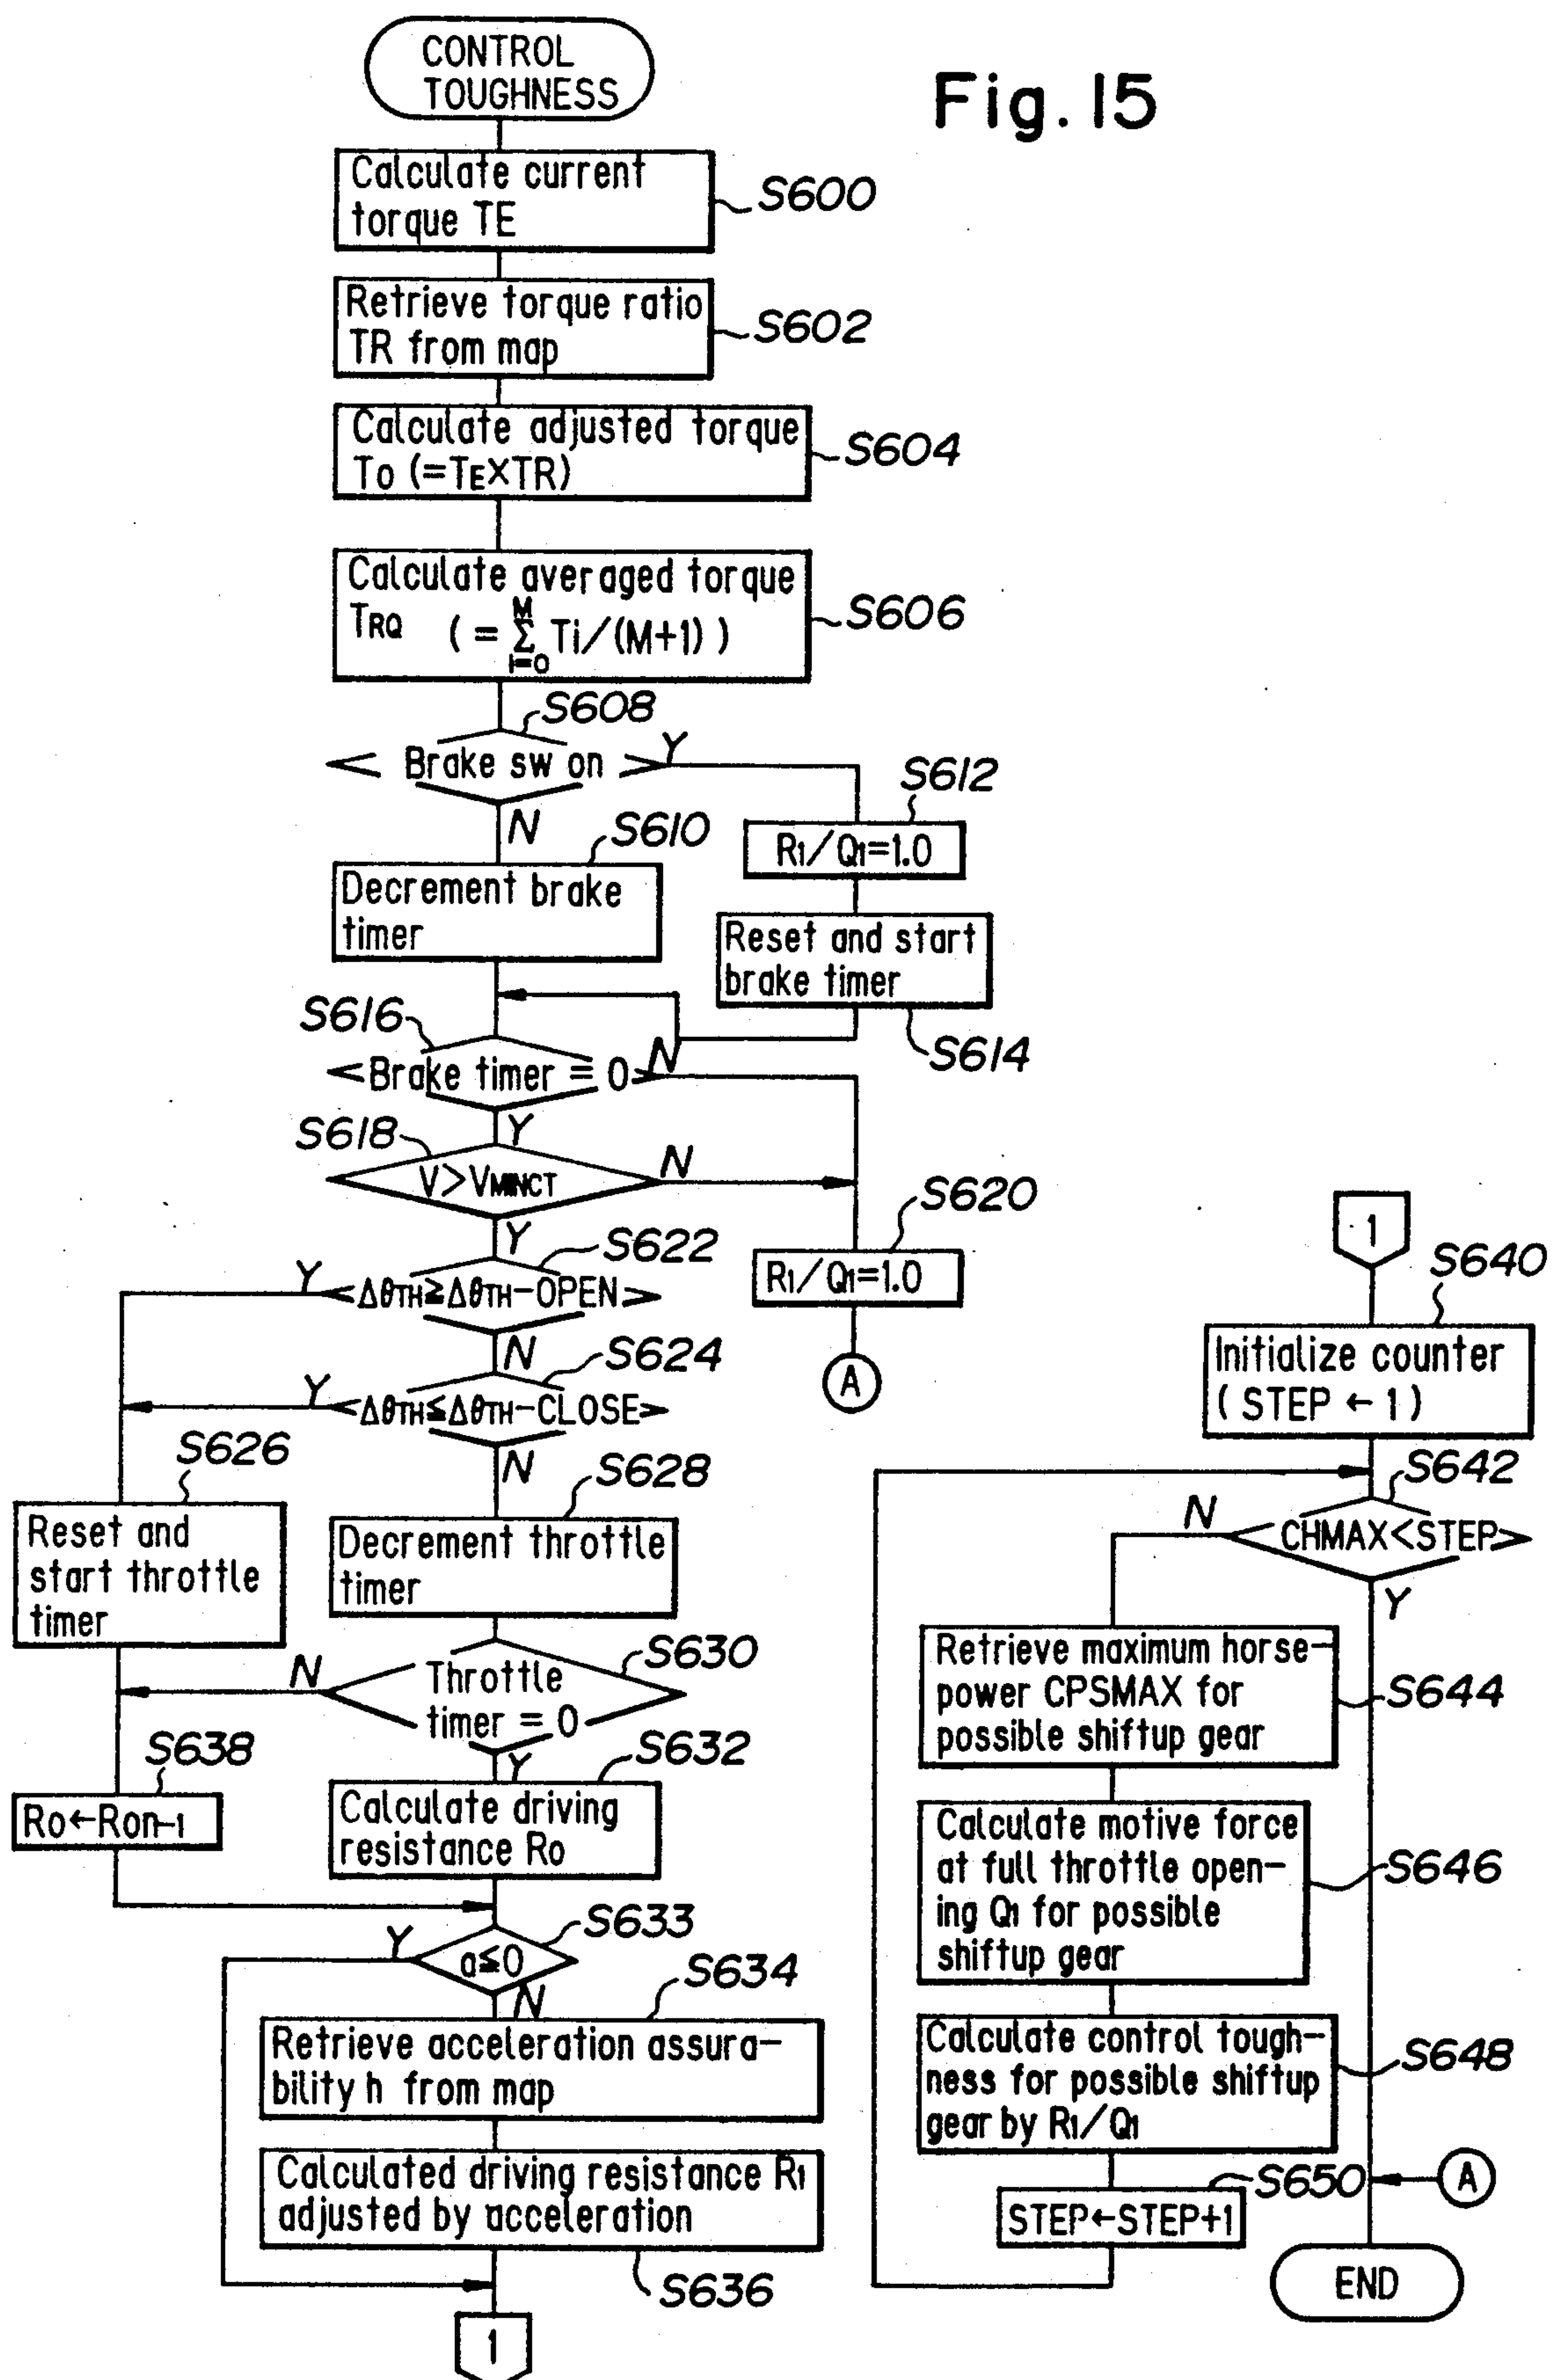 CONTROL
TOUGHNESS
Fig. 15
Calculate current
torque TE
S600
Retrieve torque ratio
TR from map
S602
Calculate adjusted torque
To (=TE×TR)
S604
Calculate averaged torque
TRQ (= M Σ i=0 Ti/(M+1) )
S606
S608
Brake sw on
Y
N
S612
R1/Q1=1.0
S610
Decrement brake
timer
Reset and start
brake timer
S614
S616
Brake timer = 0
N
Y
S618
V>VMINCT
N
Y
S620
R1/Q1=1.0
A
S622
Y
ΔθTH≧ΔθTH-OPEN
N
S624
Y
ΔθTH≦ΔθTH-CLOSE
N
S626
Reset and
start throttle
timer
S628
Decrement throttle
timer
S630
N
Throttle
timer = 0
Y
S638
Ro←Ron-1
S632
Calculate driving
resistance Ro
S633
Y
a≦0
N
S634
Retrieve acceleration assura-
bility h from map
Calculated driving resistance R1
adjusted by acceleration
S636
1
1
S640
Initialize counter
( STEP ← 1 )
S642
N
CHMAX<STEP
Y
Retrieve maximum horse-
power CPSMAX for
possible shiftup gear
S644
Calculate motive force
at full throttle open-
ing Q1 for possible
shiftup gear
S646
Calculate control tough-
ness for possible shiftup
gear by R1/Q1
S648
S650
STEP←STEP+1
A
END